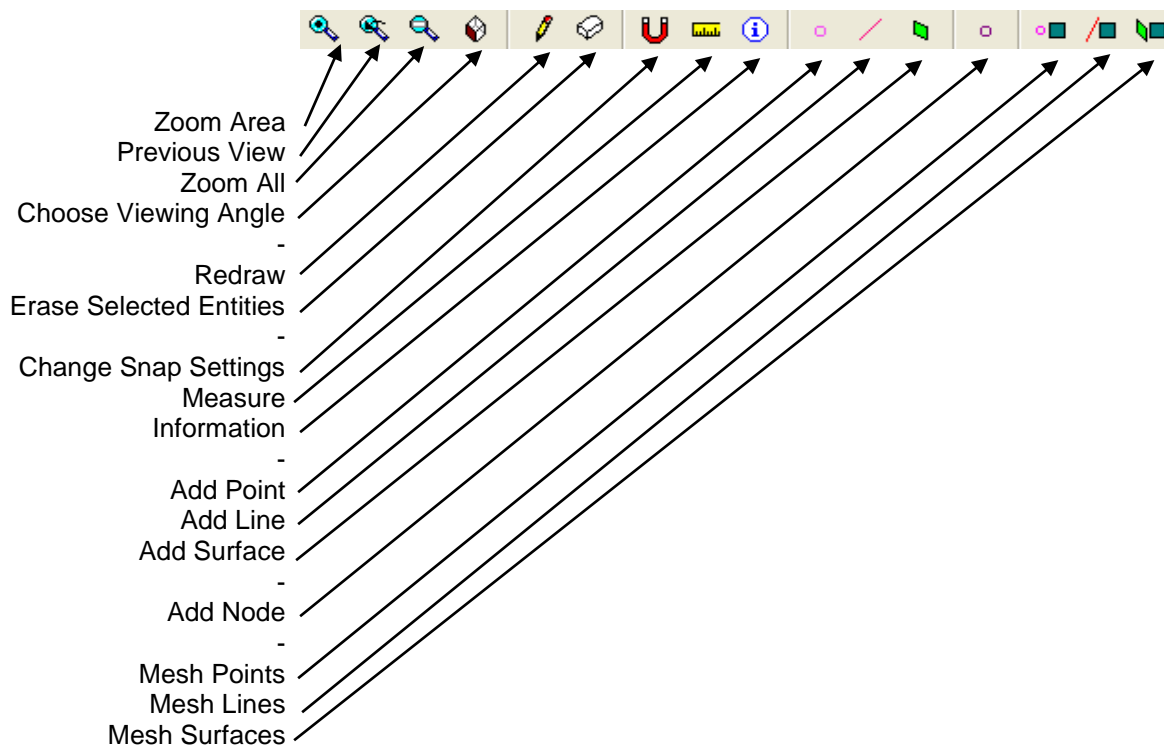 Zoom Area
Previous View
Zoom All
Choose Viewing Angle
-
Redraw
Erase Selected Entities
-
Change Snap Settings
Measure
Information
-
Add Point
Add Line
Add Surface
-
Add Node
-
Mesh Points
Mesh Lines
Mesh Surfaces